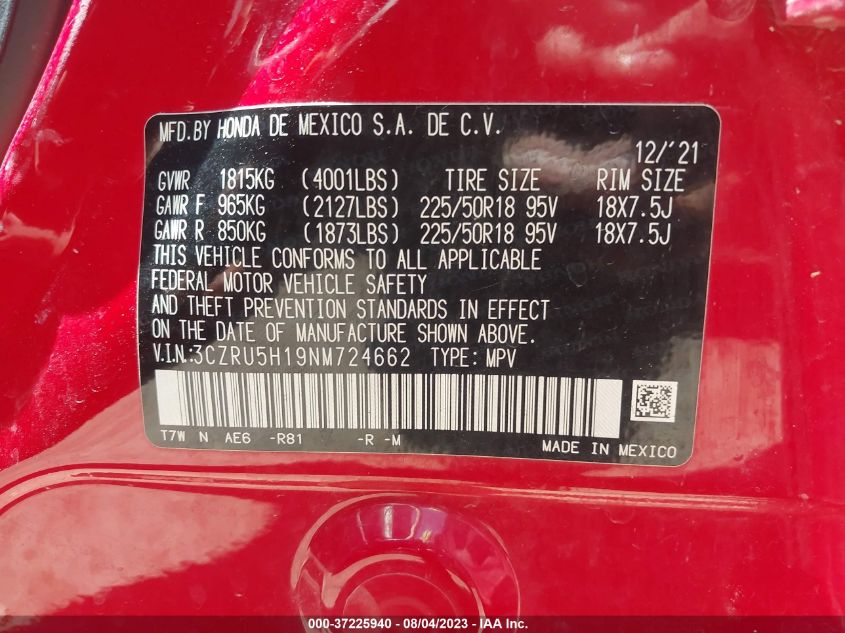 MFD.BY HONDA DE MEXICO S.A. DE C.V.
12/'21
GVWR 1815KG (4001LBS) TIRE SIZE RIM SIZE
GAWR F 965KG (2127LBS) 225/50R18 95V 18X7.5J
GAWR R 850KG (1873LBS) 225/50R18 95V 18X7.5J
THIS VEHICLE CONFORMS TO ALL APPLICABLE
FEDERAL MOTOR VEHICLE SAFETY
AND THEFT PREVENTION STANDARDS IN EFFECT
ON THE DATE OF MANUFACTURE SHOWN ABOVE.
V.I.N.:3CZRU5H19NM724662 TYPE: MPV
T7W N AE6 -R81 -R -M
MADE IN MEXICO
000-37225940 - 08/04/2023 - IAA Inc.